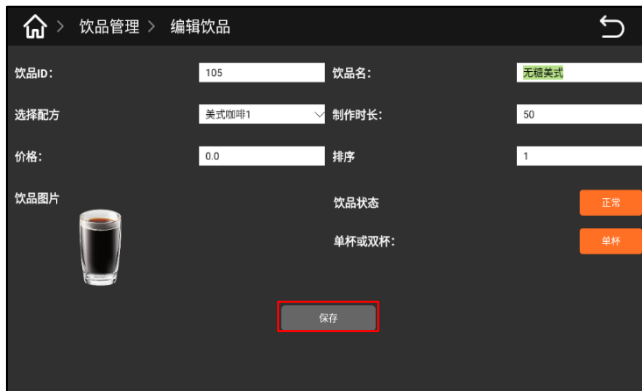 > 饮品管理 > 编辑饮品
饮品ID: 105 饮品名: 无糖美式
选择配方 美式咖啡1 制作时长: 50
价格: 0.0 排序 1
饮品图片 饮品状态 正常
单杯或双杯: 单杯
保存